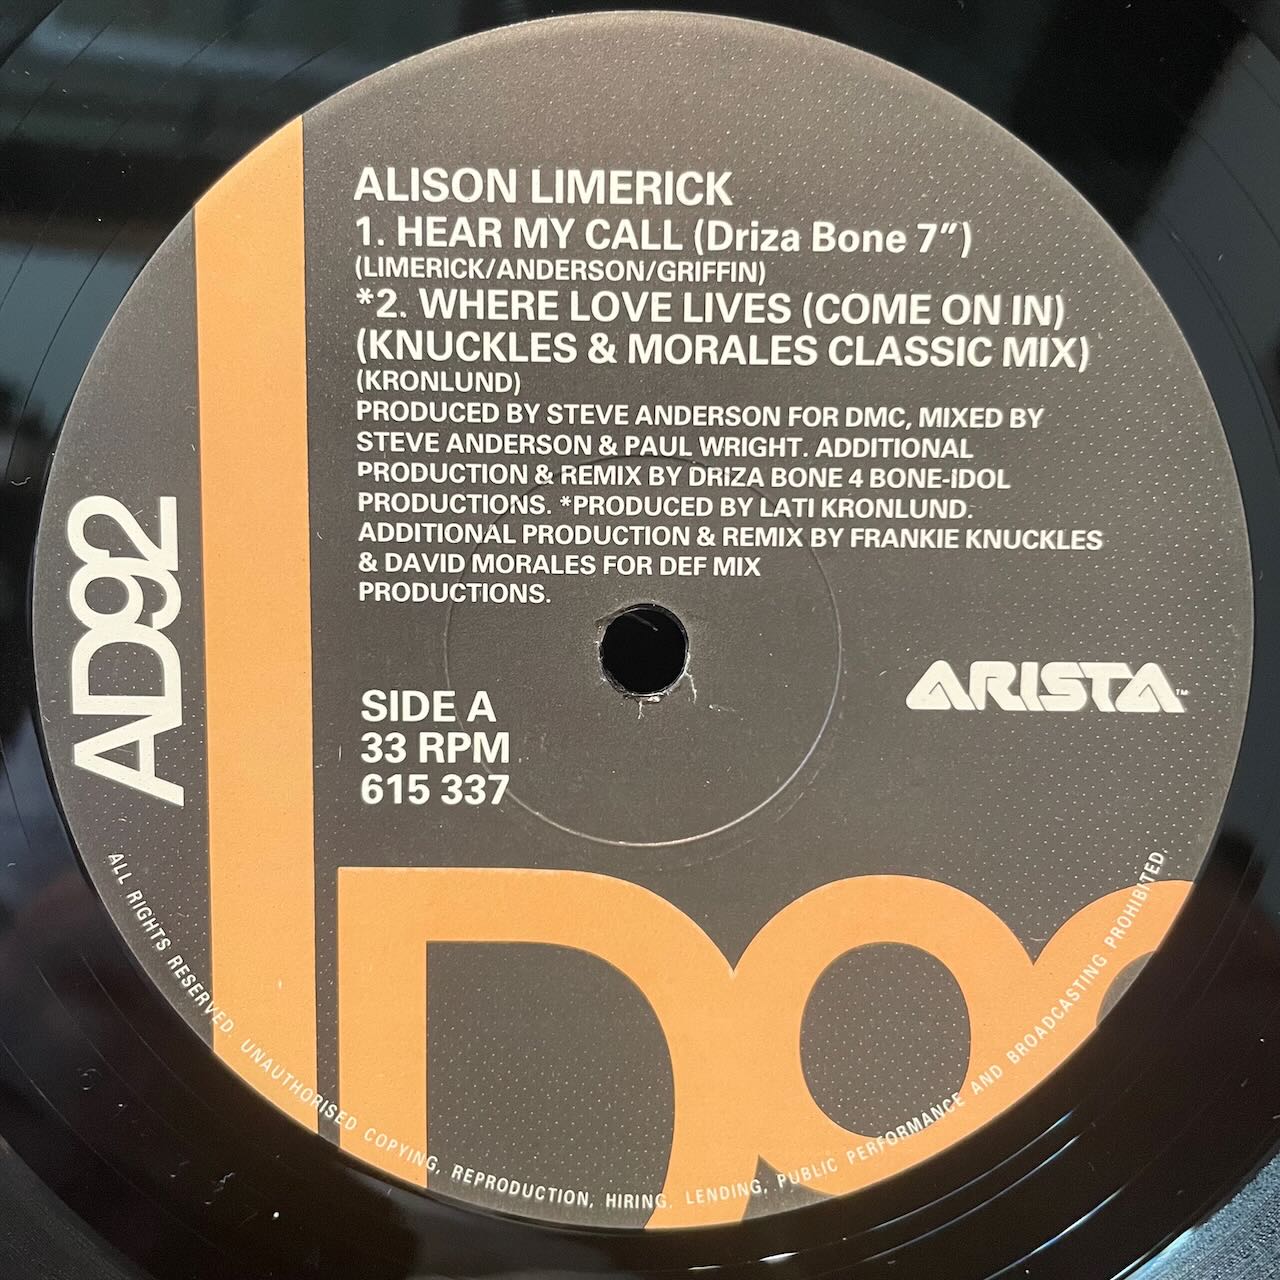 ALISON LIMERICK
1. HEAR MY CALL (Driza Bone 7″)
(LIMERICK/ANDERSON/GRIFFIN)
*2. WHERE LOVE LIVES (COME ON IN)
(KNUCKLES & MORALES CLASSIC MIX)
(KRONLUND)
PRODUCED BY STEVE ANDERSON FOR DMC, MIXED BY
STEVE ANDERSON & PAUL WRIGHT. ADDITIONAL
PRODUCTION & REMIX BY DRIZA BONE 4 BONE-IDOL
PRODUCTIONS. *PRODUCED BY LATI KRONLUND.
ADDITIONAL PRODUCTION & REMIX BY FRANKIE KNUCKLES
& DAVID MORALES FOR DEF MIX
PRODUCTIONS.
AD92
ARISTA™
SIDE A
33 RPM
615 337
ALL RIGHTS RESERVED. UNAUTHORISED COPYING, REPRODUCTION, HIRING, LENDING, PUBLIC PERFORMANCE AND BROADCASTING PROHIBITED.